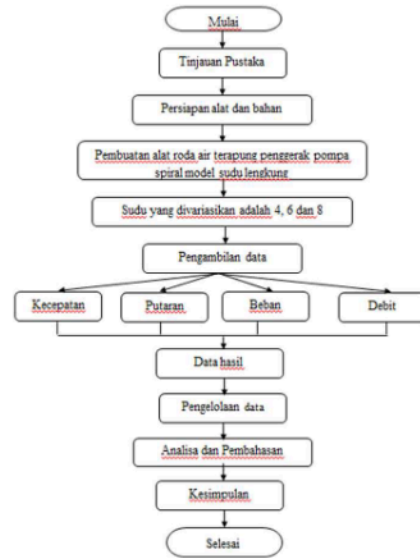 Mulai
Tinjauan Pustaka
Persiapan alat dan bahan
Pembuatan alat roda air terapung penggerak pompa
spiral model sudu lengkung
Sudu yang divariasikan adalah 4, 6 dan 8
Pengambilan data
Kecepatan
Putaran
Beban
Debit
Data hasil
Pengelolaan data
Analisa dan Pembahasan
Kesimpulan
Selesai